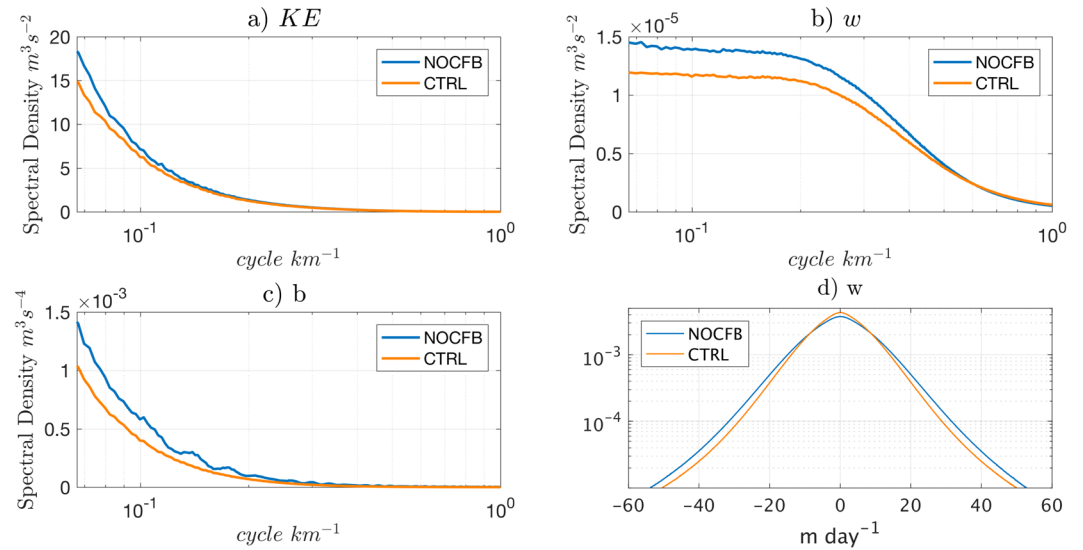 a) KE
Spectral Density m³s⁻²
20
15
10
5
0
10⁻¹
10⁰
cycle km⁻¹
NOCFB
CTRL
b) w
×10⁻⁵
Spectral Density m³s⁻²
1.5
1
0.5
0
10⁻¹
10⁰
cycle km⁻¹
NOCFB
CTRL
c) b
×10⁻³
Spectral Density m³s⁻⁴
1.5
1
0.5
0
10⁻¹
10⁰
cycle km⁻¹
NOCFB
CTRL
d) w
10⁻³
10⁻⁴
−60
−40
−20
0
20
40
60
m day⁻¹
NOCFB
CTRL